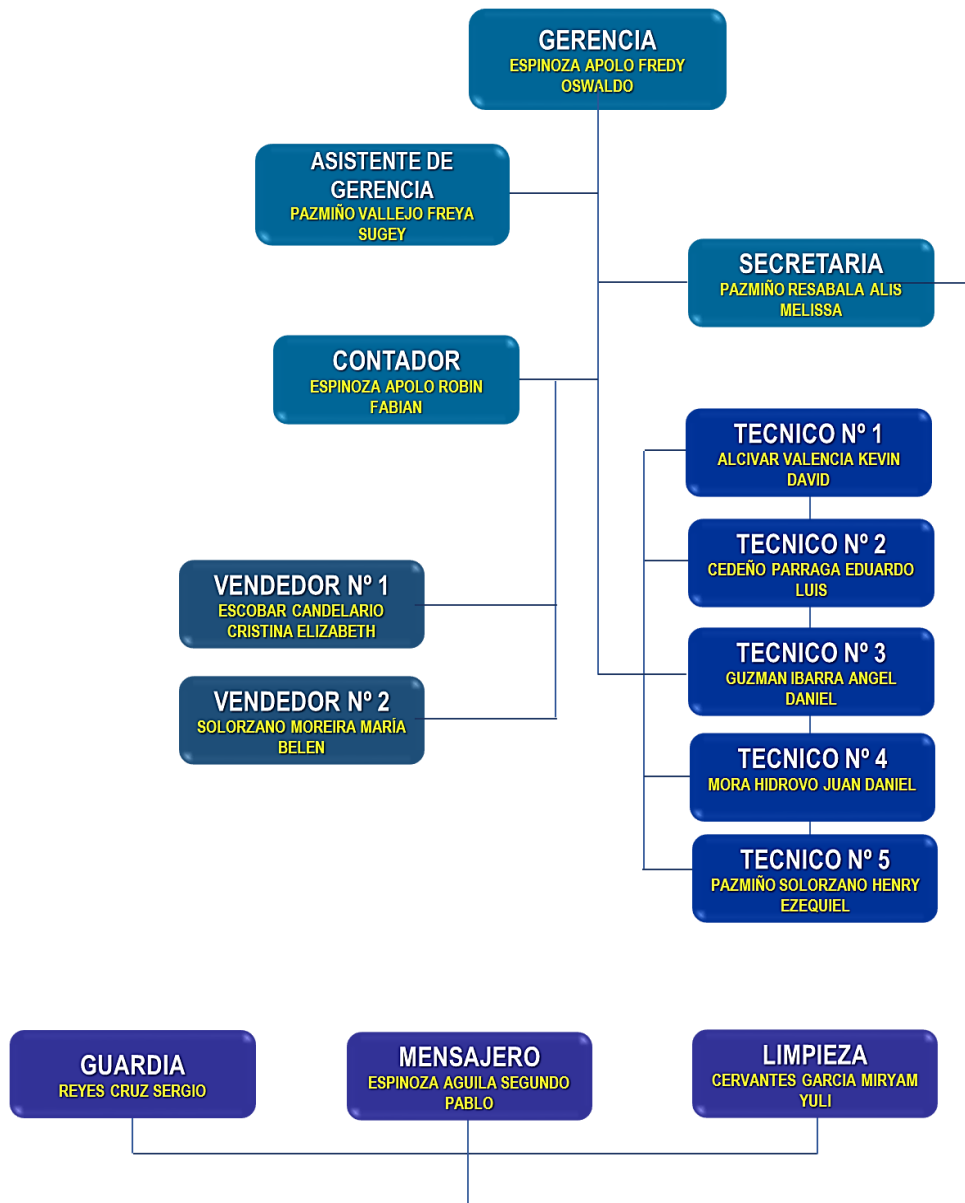 GERENCIA
ESPINOZA APOLO FREDY
OSWALDO
ASISTENTE DE
GERENCIA
PAZMIÑO VALLEJO FREYA
SUGEY
SECRETARIA
PAZMIÑO RESABALA ALIS
MELISSA
CONTADOR
ESPINOZA APOLO ROBIN
FABIAN
TECNICO Nº 1
ALCIVAR VALENCIA KEVIN
DAVID
TECNICO Nº 2
CEDEÑO PARRAGA EDUARDO
LUIS
VENDEDOR Nº 1
ESCOBAR CANDELARIO
CRISTINA ELIZABETH
TECNICO Nº 3
GUZMAN IBARRA ANGEL
DANIEL
VENDEDOR Nº 2
SOLORZANO MOREIRA MARÍA
BELEN
TECNICO Nº 4
MORA HIDROVO JUAN DANIEL
TECNICO Nº 5
PAZMIÑO SOLORZANO HENRY
EZEQUIEL
GUARDIA
REYES CRUZ SERGIO
MENSAJERO
ESPINOZA AGUILA SEGUNDO
PABLO
LIMPIEZA
CERVANTES GARCIA MIRYAM
YULI